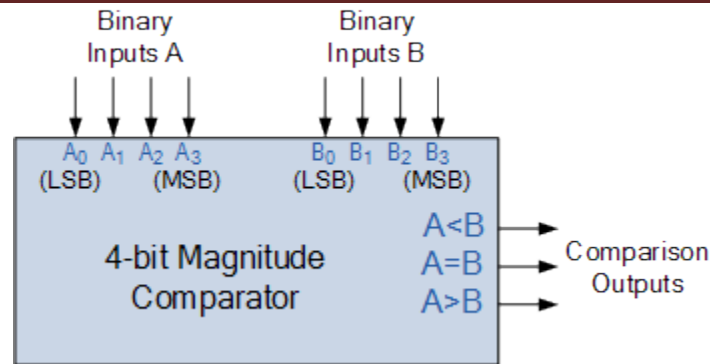 Binary
Inputs A
Binary
Inputs B
A₀ A₁ A₂ A₃
(LSB) (MSB)
B₀ B₁ B₂ B₃
(LSB) (MSB)
4-bit Magnitude
Comparator
A<B
A=B
A>B
Comparison
Outputs